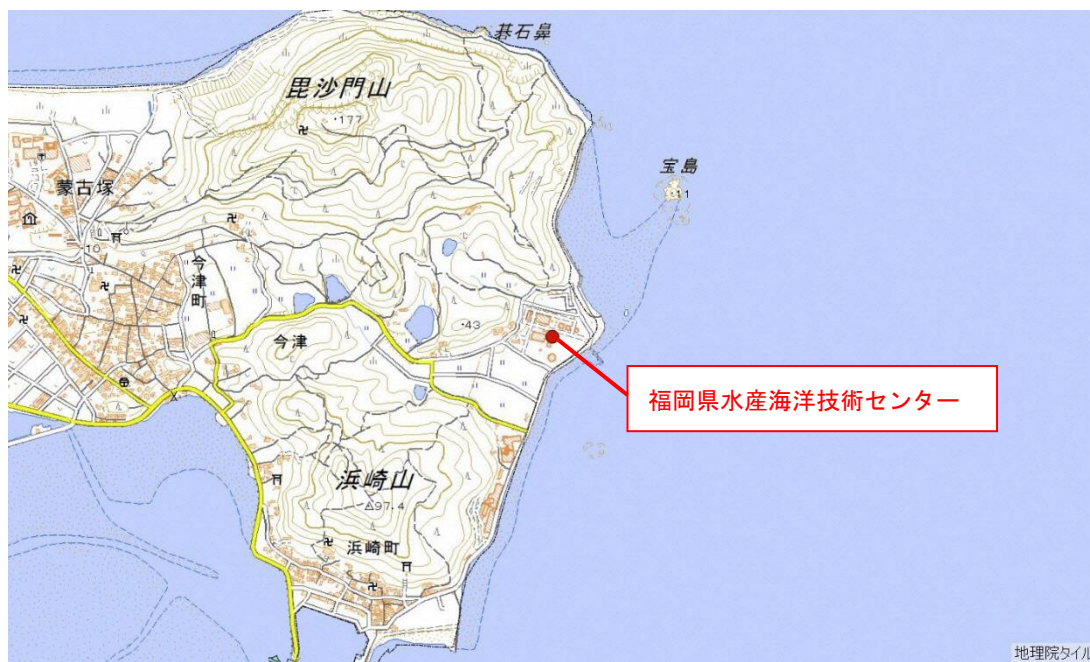 碁石鼻
毘沙門山
・177
宝島
11
蒙古塚
・10
今津町
・43
今津
福岡県水産海洋技術センター
浜崎山
97.4
浜崎町
地理院タイル